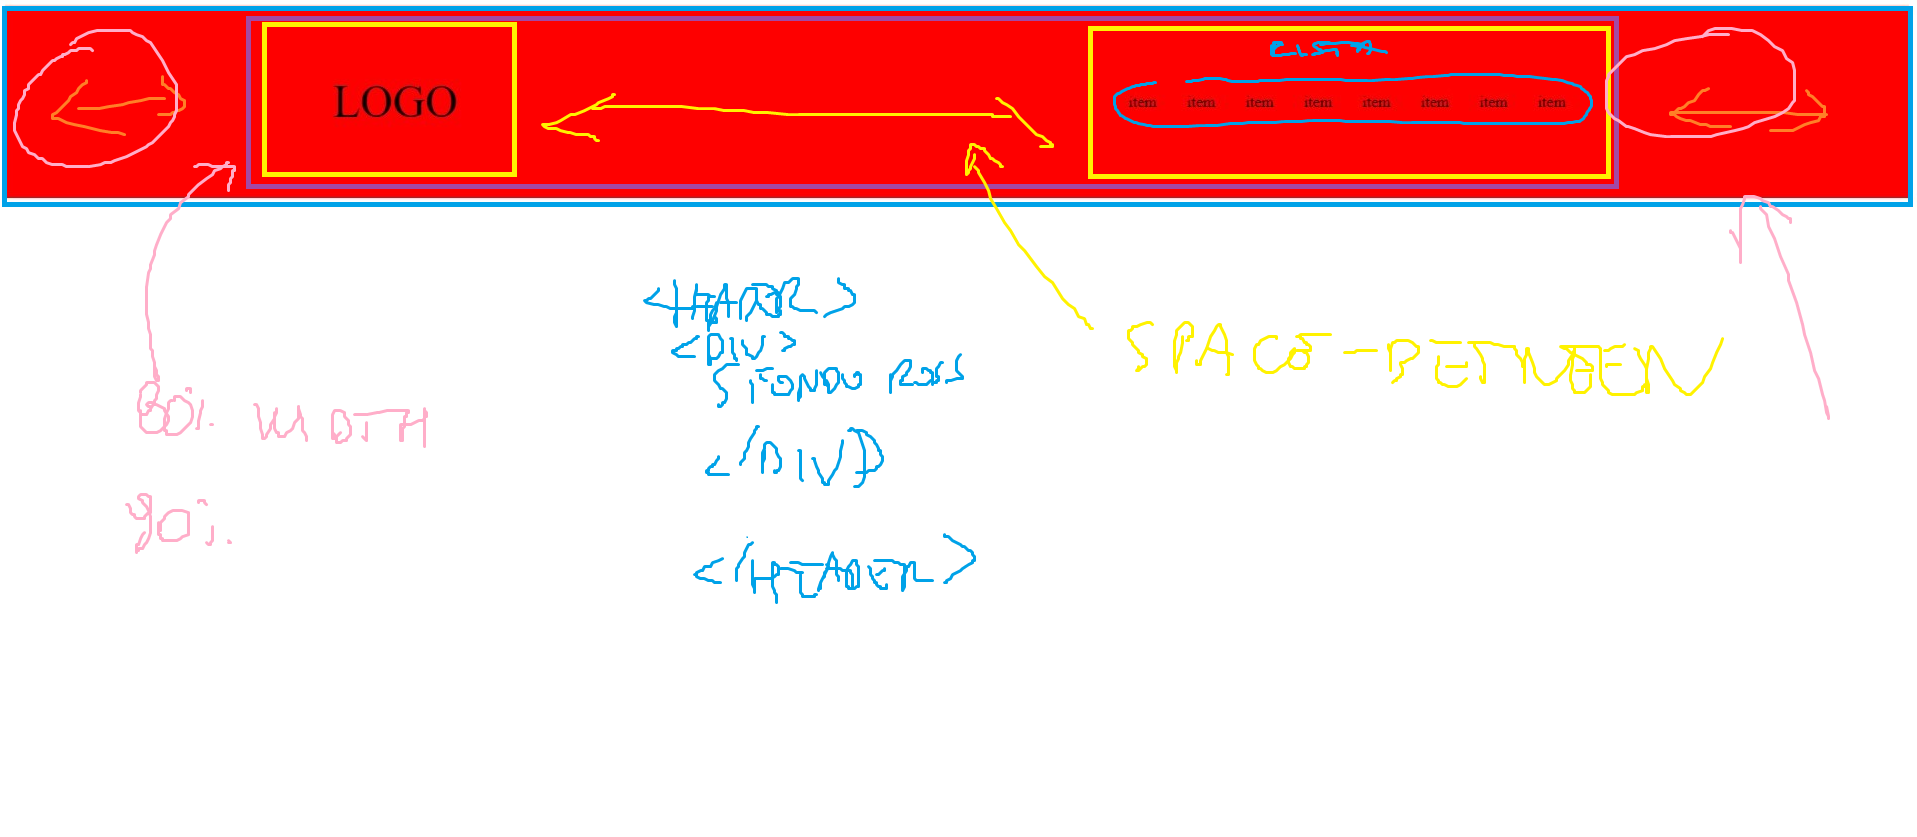 LISTA
LOGO
item item item item item item item item
<HEADER>
<DIV>
SFONDO ROSS
</DIV>
</HEADER>
SPACE-BETWEEN
80% WIDTH
90%.